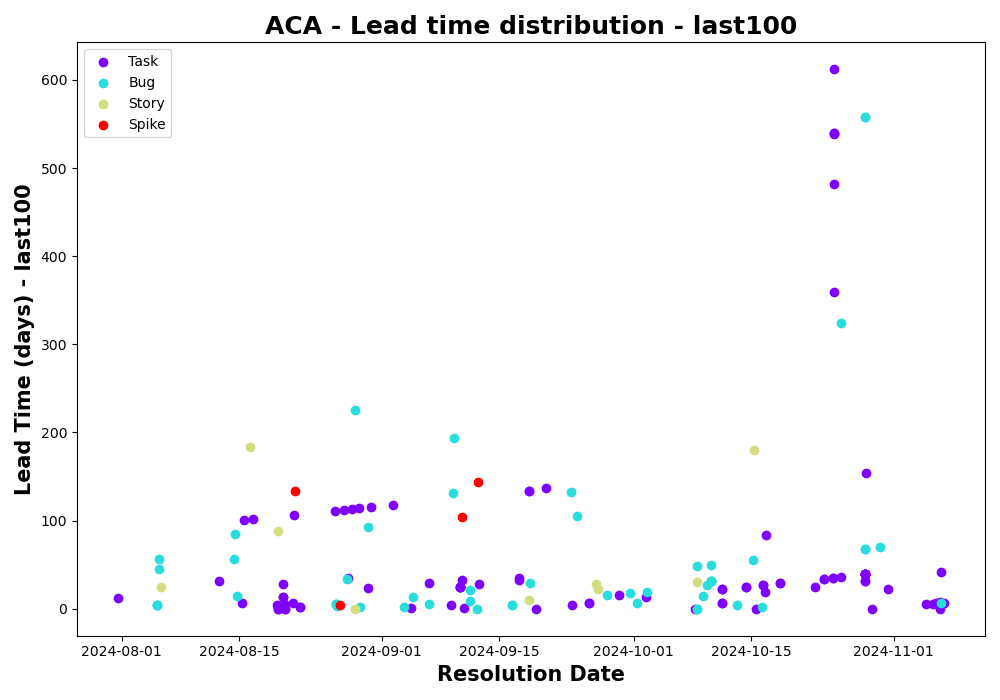 ACA - Lead time distribution - last100
Task
Bug
Story
Spike
Lead Time (days) - last100
600
500
400
300
200
100
0
2024-08-01
2024-08-15
2024-09-01
2024-09-15
2024-10-01
2024-10-15
2024-11-01
Resolution Date